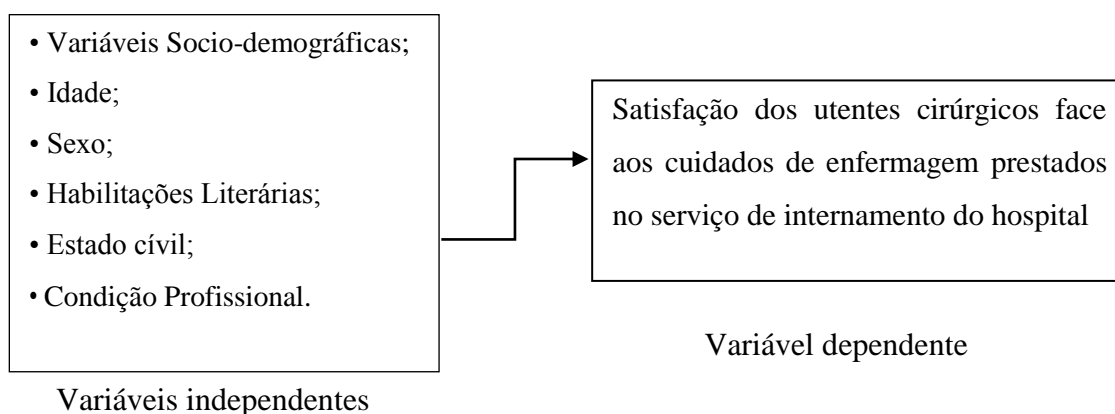 • Variáveis Socio-demográficas;
• Idade;
• Sexo;
• Habilitações Literárias;
• Estado cívil;
• Condição Profissional.
Variáveis independentes
Satisfação dos utentes cirúrgicos face
aos cuidados de enfermagem prestados
no serviço de internamento do hospital
Variável dependente